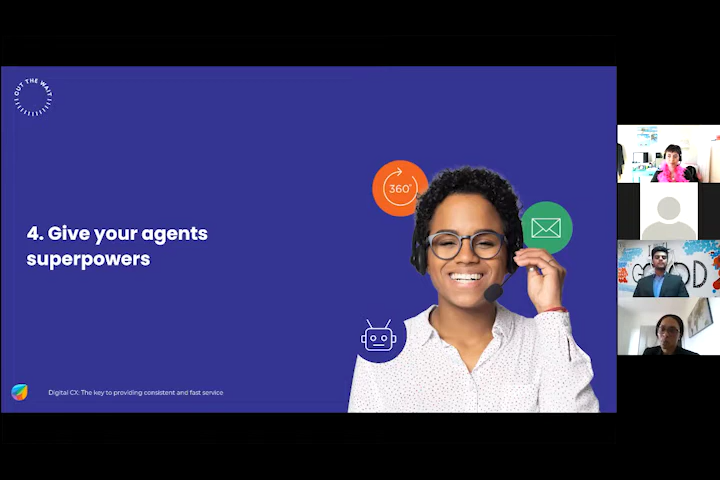 CUT THE WAIT
360°
4. Give your agents
superpowers
Digital CX: The key to providing consistent and fast service